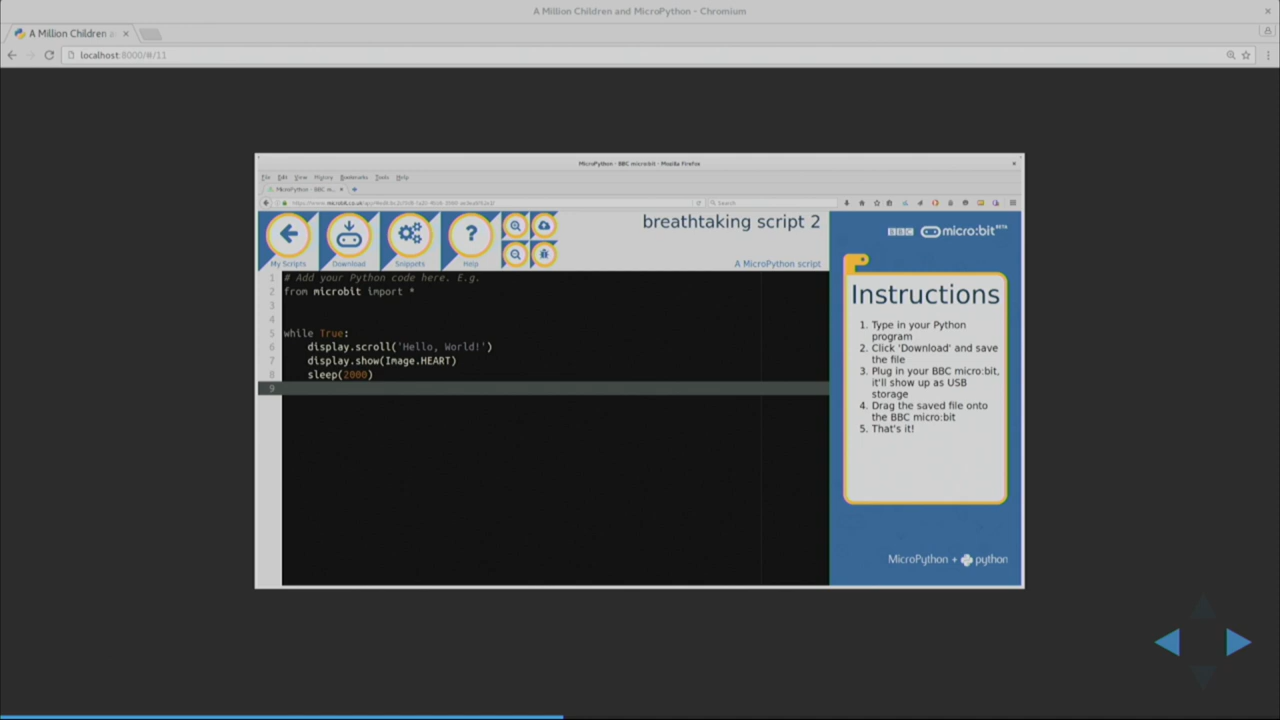 A Million Children and MicroPython - Chromium
A Million Children a
localhost:8000/#/11
MicroPython - BBC micro:bit - Mozilla Firefox
File Edit View History Bookmarks Tools Help
MicroPython - BBC m...
Search
My Scripts
Download
Snippets
?
Help
breathtaking script 2
A MicroPython script
BBC micro:bit BETA
1 # Add your Python code here. E.g.
2 from microbit import *
3
4
5 while True:
6 display.scroll('Hello, World!')
7 display.show(Image.HEART)
8 sleep(2000)
9
Instructions
1. Type in your Python
program
2. Click 'Download' and save
the file
3. Plug in your BBC micro:bit,
it'll show up as USB
storage
4. Drag the saved file onto
the BBC micro:bit
5. That's it!
MicroPython + python